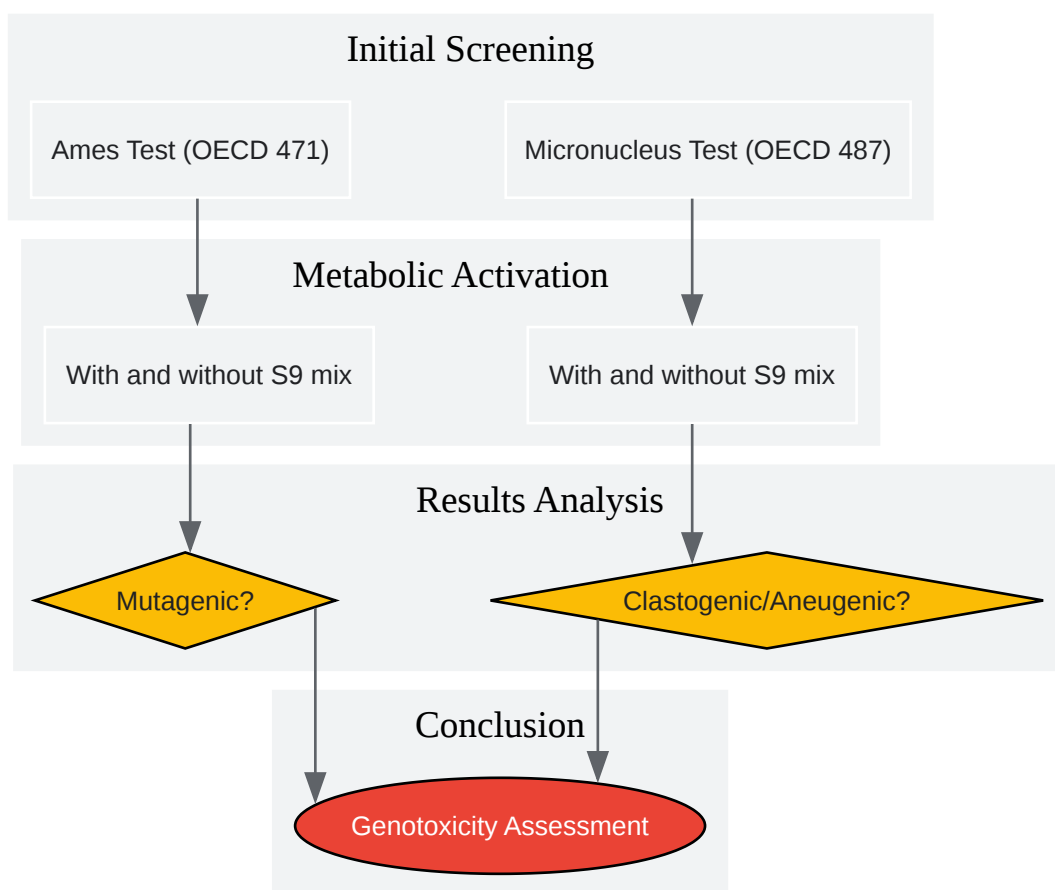 Initial Screening
Ames Test (OECD 471)
Micronucleus Test (OECD 487)
Metabolic Activation
With and without S9 mix
With and without S9 mix
Results Analysis
Mutagenic?
Clastogenic/Aneugenic?
Conclusion
Genotoxicity Assessment